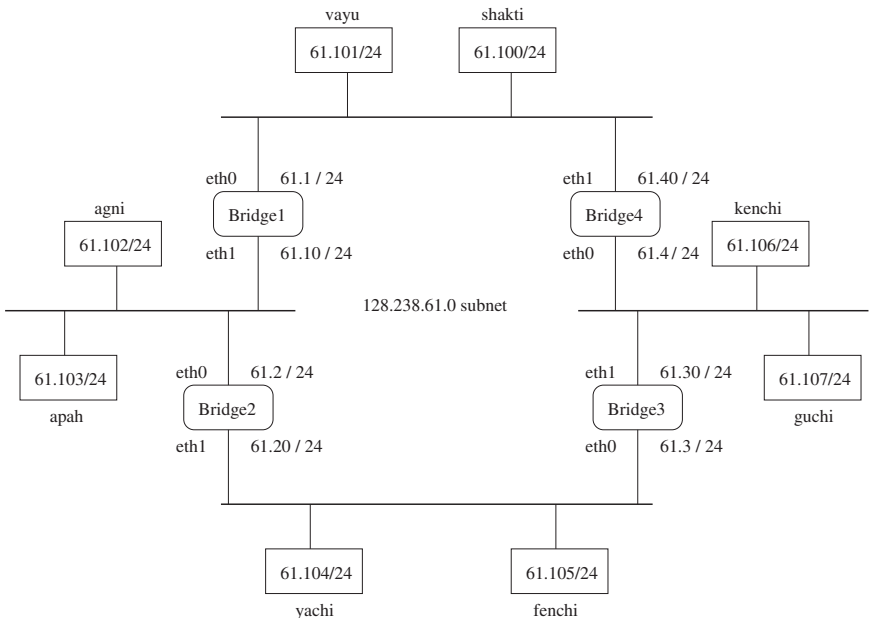 vayu shakti
61.101/24 61.100/24
eth0 61.1 / 24 eth1 61.40 / 24
agni Bridge1 Bridge4 kenchi
61.102/24 eth1 61.10 / 24 eth0 61.4 / 24 61.106/24
128.238.61.0 subnet
61.103/24 eth0 61.2 / 24 eth1 61.30 / 24 61.107/24
apah Bridge2 Bridge3 guchi
eth1 61.20 / 24 eth0 61.3 / 24
61.104/24 61.105/24
yachi fenchi